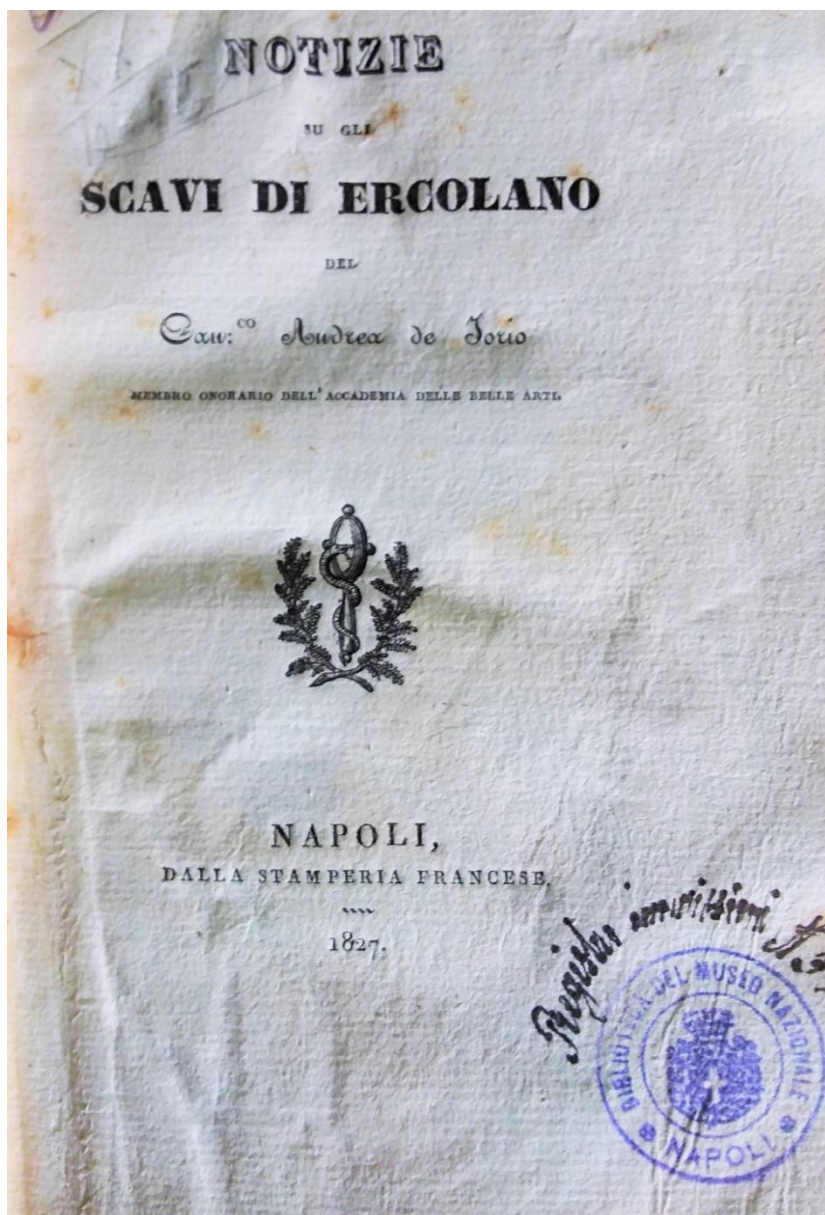 NOTIZIE
SU GLI
SCAVI DI ERCOLANO
DEL
Can:co Andrea de Jorio
MEMBRO ONORARIO DELL'ACCADEMIA DELLE BELLE ARTI.
NAPOLI,
DALLA STAMPERIA FRANCESE.
1827.
BIBLIOTECA DEL MUSEO NAZIONALE
NAPOLI